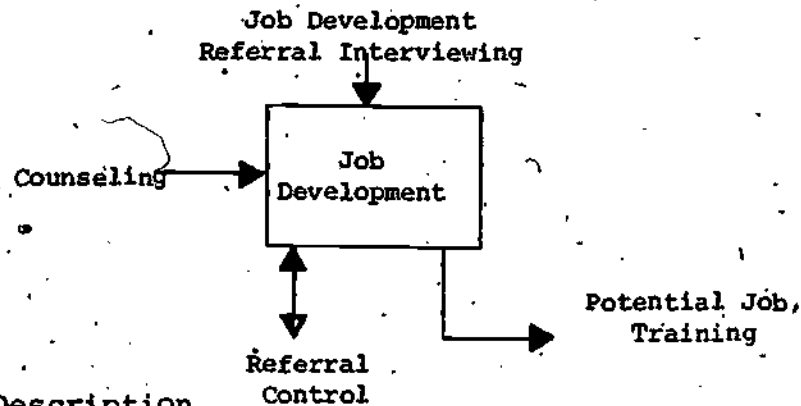 Job Development
Referral Interviewing
Counseling
Job
Development
Potential Job,
Training
Referral
Control
Description